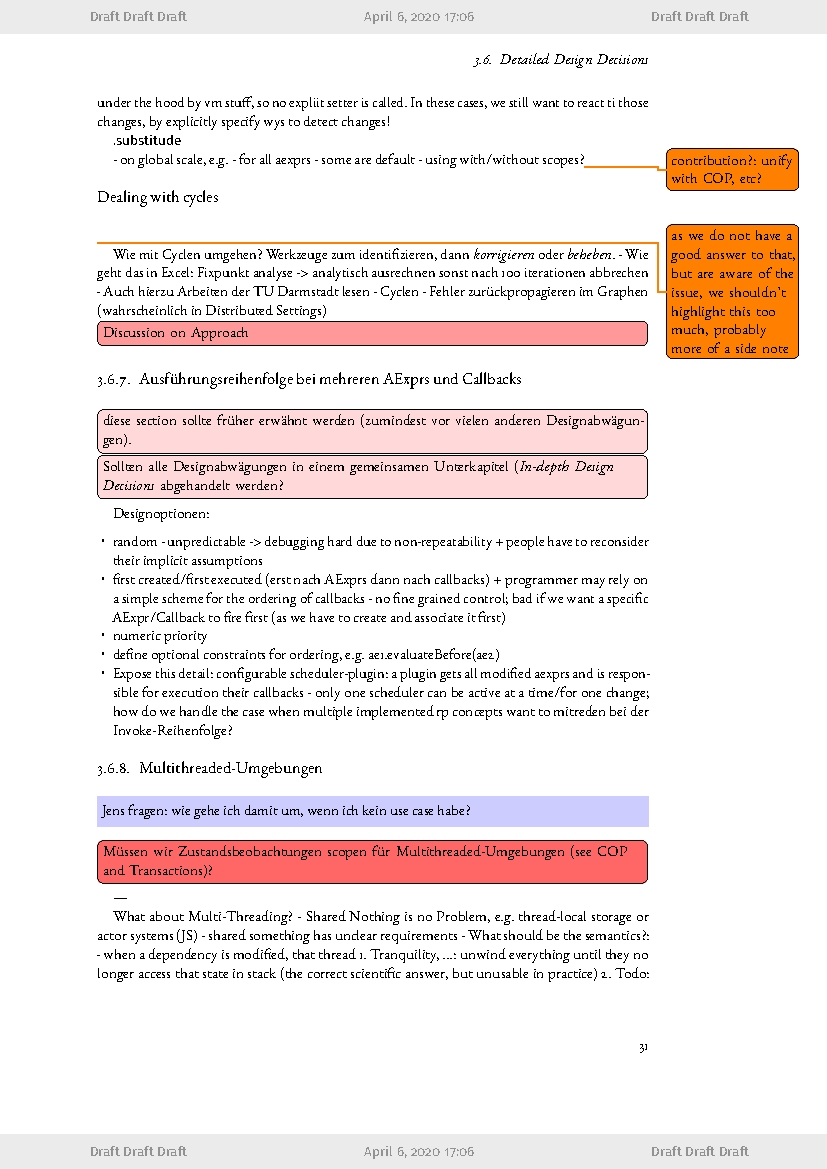 Draft Draft Draft April 6, 2020 17:06 Draft Draft Draft
3.6. Detailed Design Decisions
under the hood by vm stuff, so no expliit setter is called. In these cases, we still want to react ti those
changes, by explicitly specify wys to detect changes!
.substitude
- on global scale, e.g. - for all aexprs - some are default - using with/without scopes?
contribution?: unify
with COP, etc?
Dealing with cycles
as we do not have a
good answer to that,
but are aware of the
issue, we shouldn't
highlight this too
much, probably
more of a side note
Wie mit Cyclen umgehen? Werkzeuge zum identifizieren, dann korrigieren oder beheben. - Wie
geht das in Excel: Fixpunkt analyse -> analytisch ausrechnen sonst nach 100 iterationen abbrechen
- Auch hierzu Arbeiten der TU Darmstadt lesen - Cyclen - Fehler zurückpropagieren im Graphen
(wahrscheinlich in Distributed Settings)
Discussion on Approach
3.6.7. Ausführungsreihenfolge bei mehreren AExprs und Callbacks
diese section sollte früher erwähnt werden (zumindest vor vielen anderen Designabwägun-
gen).
Sollten alle Designabwägungen in einem gemeinsamen Unterkapitel (In-depth Design
Decisions abgehandelt werden?
Designoptionen:
• random - unpredictable -> debugging hard due to non-repeatability + people have to reconsider
their implicit assumptions
• first created/first executed (erst nach AExprs dann nach callbacks) + programmer may rely on
a simple scheme for the ordering of callbacks - no fine grained control; bad if we want a specific
AExpr/Callback to fire first (as we have to create and associate it first)
• numeric priority
• define optional constraints for ordering, e.g. ae1.evaluateBefore(ae2)
• Expose this detail: configurable scheduler-plugin: a plugin gets all modified aexprs and is respon-
sible for execution their callbacks - only one scheduler can be active at a time/for one change;
how do we handle the case when multiple implemented rp concepts want to mitreden bei der
Invoke-Reihenfolge?
3.6.8. Multithreaded-Umgebungen
Jens fragen: wie gehe ich damit um, wenn ich kein use case habe?
Müssen wir Zustandsbeobachtungen scopen für Multithreaded-Umgebungen (see COP
and Transactions)?
—
What about Multi-Threading? - Shared Nothing is no Problem, e.g. thread-local storage or
actor systems (JS) - shared something has unclear requirements - What should be the semantics?:
- when a dependency is modified, that thread 1. Tranquility, ...: unwind everything until they no
longer access that state in stack (the correct scientific answer, but unusable in practice) 2. Todo:
31
Draft Draft Draft April 6, 2020 17:06 Draft Draft Draft